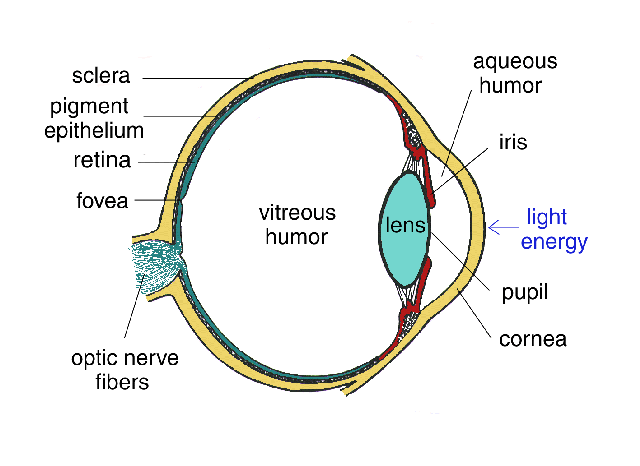 sclera
pigment
epithelium
retina
fovea
optic nerve
fibers
vitreous
humor
lens
aqueous
humor
iris
light
energy
pupil
cornea